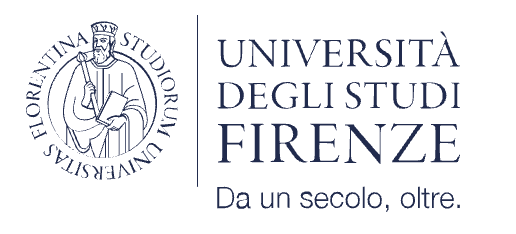 FLORENTINA STUDIORUM UNIVERSITAS
UNIVERSITÀ
DEGLI STUDI
FIRENZE
Da un secolo, oltre.